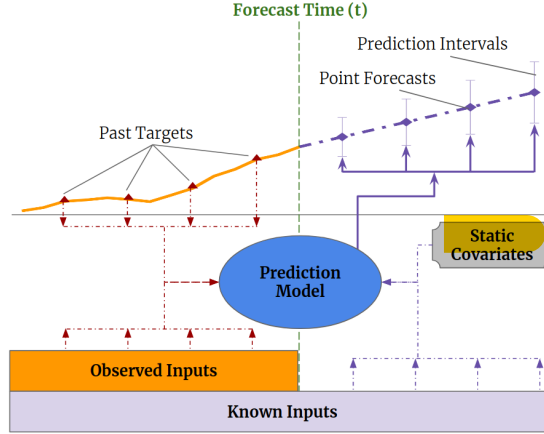 Forecast Time (t)
Prediction Intervals
Point Forecasts
Past Targets
Static
Covariates
Prediction
Model
Observed Inputs
Known Inputs